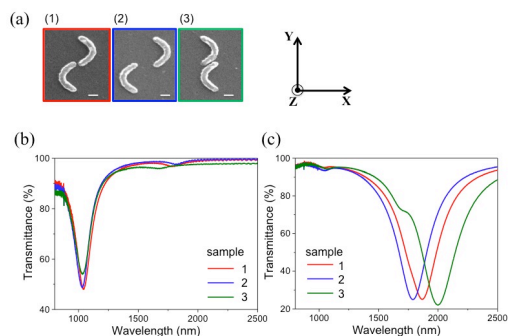 (a)
(1) (2) (3)
Y
Z X
(b) (c)
100
80
60
40
Transmittance (%)
sample
1
2
3
1000 1500 2000 2500
Wavelength (nm)
100
80
60
40
20
Transmittance (%)
sample
1
2
3
1000 1500 2000 2500
Wavelength (nm)